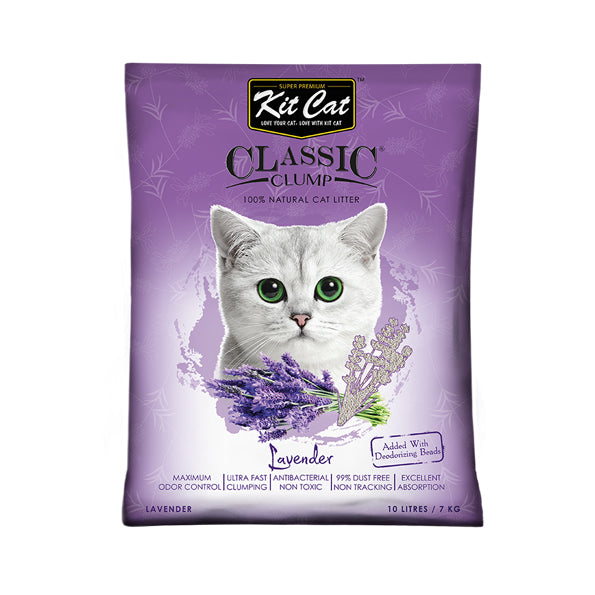 SUPER PREMIUM
Kit Cat™
LOVE YOUR CAT, LOVE WITH KIT CAT
CLASSIC®
CLUMP
100% NATURAL CAT LITTER
Lavender
Added With
Deodorizing Beads
MAXIMUM
ODOR CONTROL
ULTRA FAST
CLUMPING
ANTIBACTERIAL
NON TOXIC
99% DUST FREE
NON TRACKING
EXCELLENT
ABSORPTION
LAVENDER
10 LITRES / 7 KG